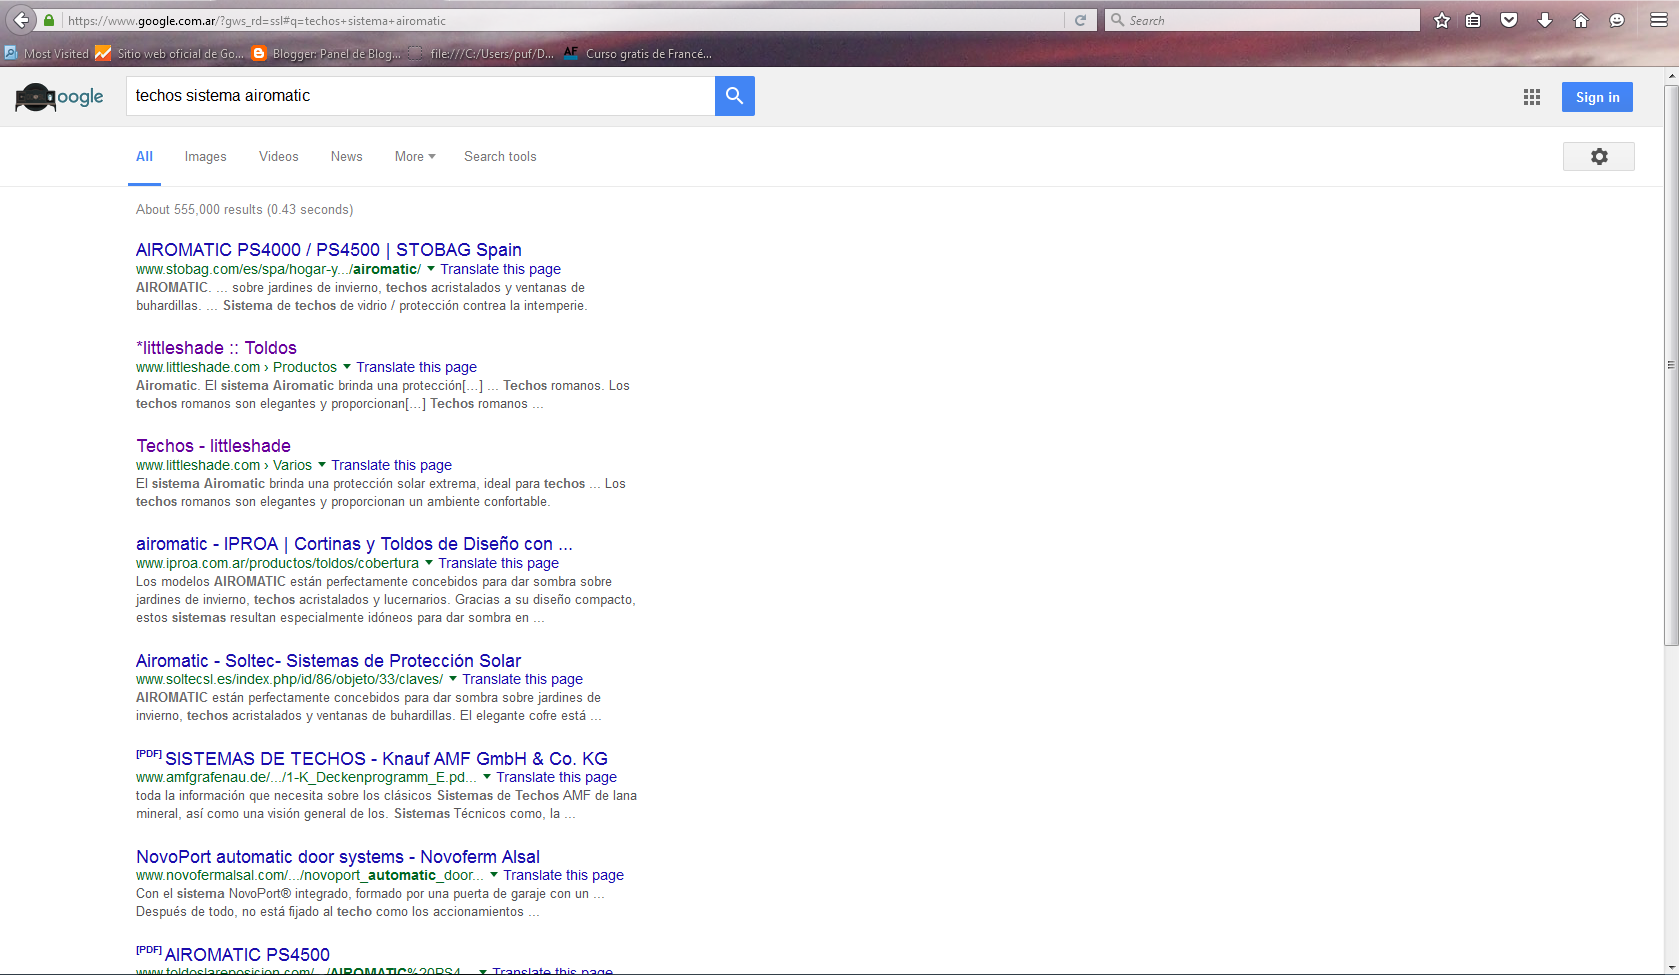 https://www.google.com.ar/?gws_rd=ssl#q=techos+sistema+airomatic
Search
Most Visited
Sitio web oficial de Go...
Blogger: Panel de Blog...
file:///C:/Users/puf/D...
AF
Curso gratis de Francé...
oogle
techos sistema airomatic
Sign in
All
Images
Videos
News
More
Search tools
About 555,000 results (0.43 seconds)
AIROMATIC PS4000 / PS4500 | STOBAG Spain
www.stobag.com/es/spa/hogar-y.../airomatic/ Translate this page
AIROMATIC. ... sobre jardines de invierno, techos acristalados y ventanas de
buhardillas. ... Sistema de techos de vidrio / protección contrea la intemperie.
*littleshade :: Toldos
www.littleshade.com › Productos Translate this page
Airomatic. El sistema Airomatic brinda una protección[...] ... Techos romanos. Los
techos romanos son elegantes y proporcionan[...] Techos romanos ...
Techos - littleshade
www.littleshade.com › Varios Translate this page
El sistema Airomatic brinda una protección solar extrema, ideal para techos ... Los
techos romanos son elegantes y proporcionan un ambiente confortable.
airomatic - IPROA | Cortinas y Toldos de Diseño con ...
www.iproa.com.ar/productos/toldos/cobertura Translate this page
Los modelos AIROMATIC están perfectamente concebidos para dar sombra sobre
jardines de invierno, techos acristalados y lucernarios. Gracias a su diseño compacto,
estos sistemas resultan especialmente idóneos para dar sombra en ...
Airomatic - Soltec- Sistemas de Protección Solar
www.soltecsl.es/index.php/id/86/objeto/33/claves/ Translate this page
AIROMATIC están perfectamente concebidos para dar sombra sobre jardines de
invierno, techos acristalados y ventanas de buhardillas. El elegante cofre está ...
[PDF] SISTEMAS DE TECHOS - Knauf AMF GmbH & Co. KG
www.amfgrafenau.de/.../1-K_Deckenprogramm_E.pd... Translate this page
toda la información que necesita sobre los clásicos Sistemas de Techos AMF de lana
mineral, así como una visión general de los. Sistemas Técnicos como, la ...
NovoPort automatic door systems - Novoferm Alsal
www.novofermalsal.com/.../novoport_automatic_door... Translate this page
Con el sistema NovoPort® integrado, formado por una puerta de garaje con un ...
Después de todo, no está fijado al techo como los accionamientos ...
[PDF] AIROMATIC PS4500
www.toldoslareposicion.com/.../AIROMATIC%20PS4... Translate this page